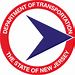 DEPARTMENT OF TRANSPORTATION
THE STATE OF NEW JERSEY